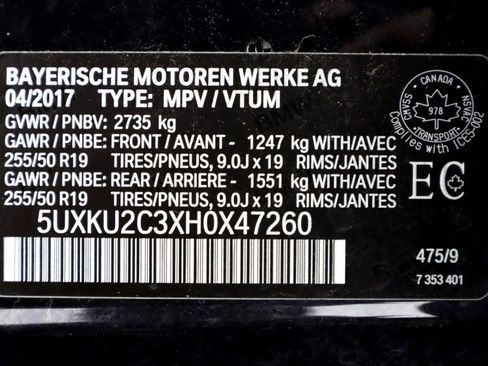 BAYERISCHE MOTOREN WERKE AG
04/2017 TYPE: MPV / VTUM
GVWR / PNBV: 2735 kg
GAWR / PNBE: FRONT / AVANT - 1247 kg WITH/AVEC
255/50 R19 TIRES/PNEUS, 9.0J x 19 RIMS/JANTES
GAWR / PNBE: REAR / ARRIERE - 1551 kg WITH/AVEC
255/50 R19 TIRES/PNEUS, 9.0J x 19 RIMS/JANTES
5UXKU2C3XH0X47260
CANADA
978
TRANSPORT
CMVSS
NSVAC
Complies with ICES-002
EC
475/9
7 353 401